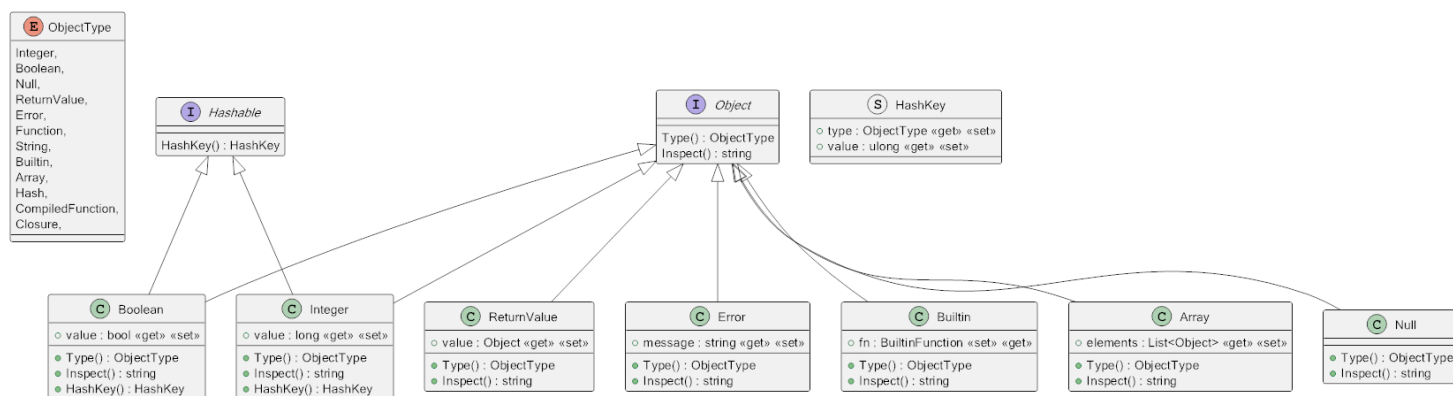 E ObjectType
Integer,
Boolean,
Null,
ReturnValue,
Error,
Function,
String,
Builtin,
Array,
Hash,
CompiledFunction,
Closure,
I Hashable
HashKey() : HashKey
I Object
Type() : ObjectType
Inspect() : string
S HashKey
type : ObjectType «get» «set»
value : ulong «get» «set»
C Boolean
value : bool «get» «set»
Type() : ObjectType
Inspect() : string
HashKey() : HashKey
C Integer
value : long «get» «set»
Type() : ObjectType
Inspect() : string
HashKey() : HashKey
C ReturnValue
value : Object «get» «set»
Type() : ObjectType
Inspect() : string
C Error
message : string «get» «set»
Type() : ObjectType
Inspect() : string
C Builtin
fn : BuiltinFunction «set» «get»
Type() : ObjectType
Inspect() : string
C Array
elements : List<Object> «get» «set»
Type() : ObjectType
Inspect() : string
C Null
Type() : ObjectType
Inspect() : string